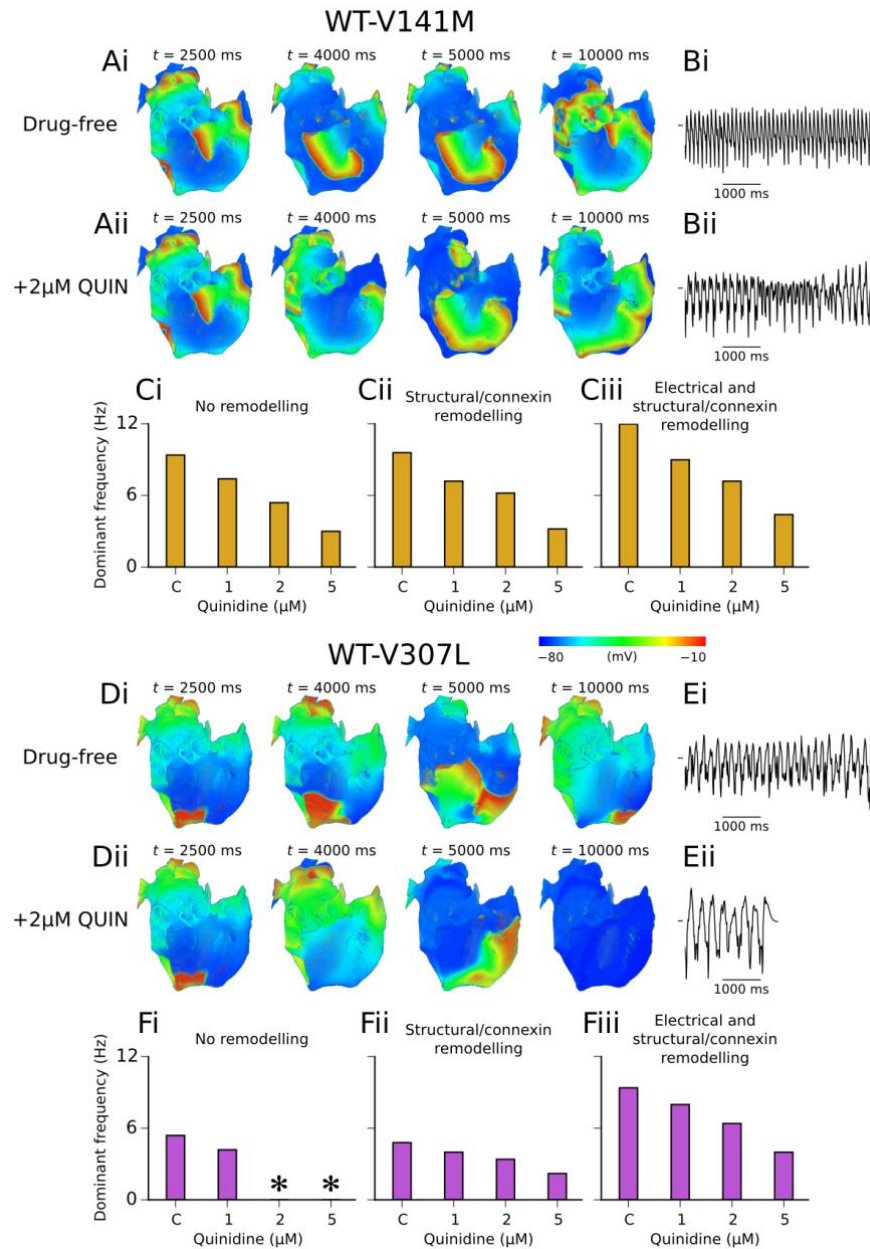 WT-V141M
Ai t = 2500 ms t = 4000 ms t = 5000 ms t = 10000 ms Bi
Drug-free
1000 ms
Aii t = 2500 ms t = 4000 ms t = 5000 ms t = 10000 ms Bii
+2μM QUIN
1000 ms
Ci No remodelling
Cii Structural/connexin
remodelling
Ciii Electrical and
structural/connexin
remodelling
Dominant frequency (Hz)
12
6
0
C 1 2 5 C 1 2 5 C 1 2 5
Quinidine (μM) Quinidine (μM) Quinidine (μM)
WT-V307L
−80 (mV) −10
Di t = 2500 ms t = 4000 ms t = 5000 ms t = 10000 ms Ei
Drug-free
1000 ms
Dii t = 2500 ms t = 4000 ms t = 5000 ms t = 10000 ms Eii
+2μM QUIN
1000 ms
Fi No remodelling
Fii Structural/connexin
remodelling
Fiii Electrical and
structural/connexin
remodelling
Dominant frequency (Hz)
12
6
0
* *
C 1 2 5 C 1 2 5 C 1 2 5
Quinidine (μM) Quinidine (μM) Quinidine (μM)